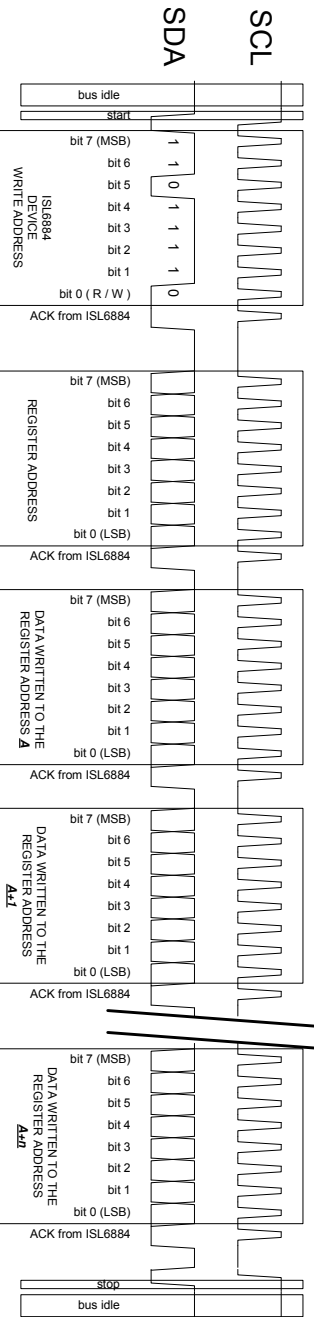 SDA
SCL
bus idle
start
bit 7 (MSB)
1
bit 6
1
bit 5
0
bit 4
1
bit 3
1
bit 2
1
bit 1
1
bit 0 ( R / W )
0
ISL6884
DEVICE
WRITE ADDRESS
ACK from ISL6884
bit 7 (MSB)
bit 6
bit 5
bit 4
bit 3
bit 2
bit 1
bit 0 (LSB)
REGISTER ADDRESS
ACK from ISL6884
bit 7 (MSB)
bit 6
bit 5
bit 4
bit 3
bit 2
bit 1
bit 0 (LSB)
DATA WRITTEN TO THE
REGISTER ADDRESS A
ACK from ISL6884
bit 7 (MSB)
bit 6
bit 5
bit 4
bit 3
bit 2
bit 1
bit 0 (LSB)
DATA WRITTEN TO THE
REGISTER ADDRESS
A+1
ACK from ISL6884
bit 7 (MSB)
bit 6
bit 5
bit 4
bit 3
bit 2
bit 1
bit 0 (LSB)
DATA WRITTEN TO THE
REGISTER ADDRESS
A+n
ACK from ISL6884
stop
bus idle